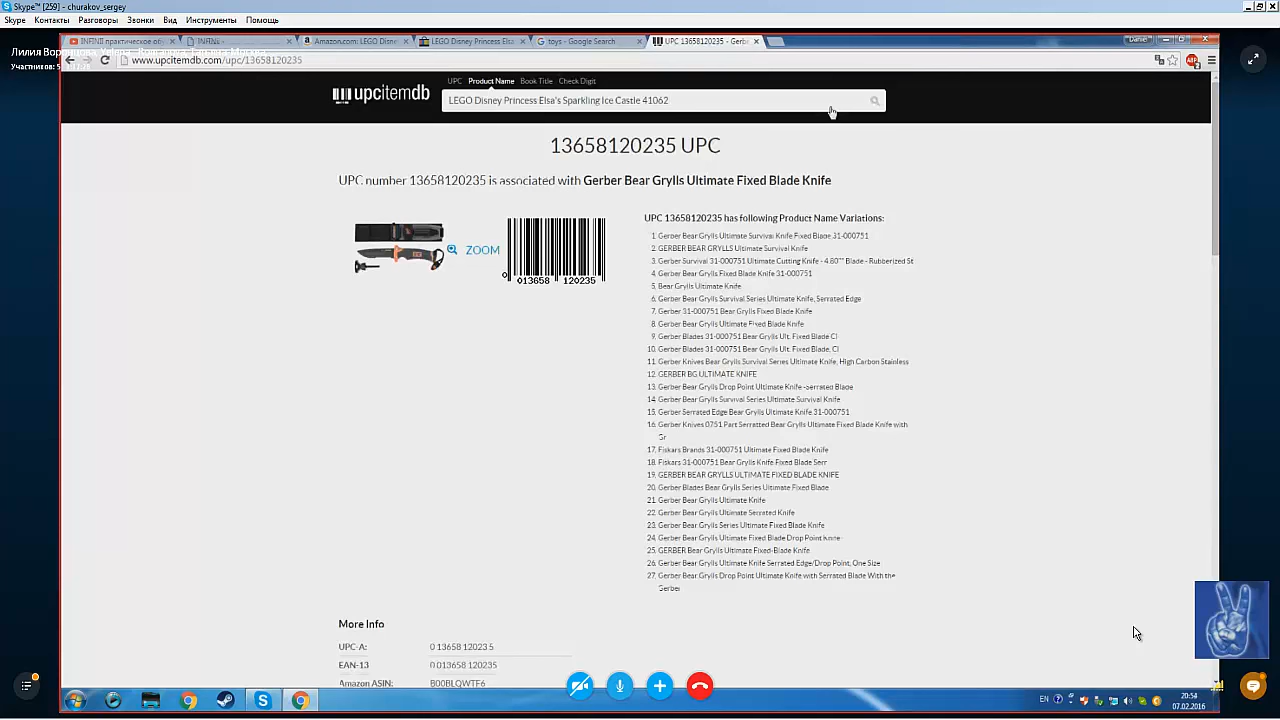 Skype™ [259] - churakov_sergey
Skype Контакты Разговоры Звонки Вид Инструменты Помощь
INFINii практическое об
INFINii -
Amazon.com: LEGO Disne
LEGO Disney Princess Elsa
toys - Google Search
UPC 13658120235 - Gerb
Daniel
Лилия
www.upcitemdb.com/upc/13658120235
UPC Product Name Book Title Check Digit
upcitemdb
LEGO Disney Princess Elsa's Sparkling Ice Castle 41062
13658120235 UPC
UPC number 13658120235 is associated with Gerber Bear Grylls Ultimate Fixed Blade Knife
ZOOM
0 013658 120235
UPC 13658120235 has following Product Name Variations:
1. Gerber Bear Grylls Ultimate Survival Knife Fixed Blade 31-000751
2. GERBER BEAR GRYLLS Ultimate Survival Knife
3. Gerber Survival 31-000751 Ultimate Cutting Knife - 4.80"" Blade - Rubberized St
4. Gerber Bear Grylls Fixed Blade Knife 31-000751
5. Bear Grylls Ultimate Knife
6. Gerber Bear Grylls Survival Series Ultimate Knife, Serrated Edge
7. Gerber 31-000751 Bear Grylls Fixed Blade Knife
8. Gerber Bear Grylls Ultimate Fixed Blade Knife
9. Gerber Blades 31-000751 Bear Grylls Ult. Fixed Blade Cl
10. Gerber Blades 31-000751 Bear Grylls Ult. Fixed Blade, Cl
11. Gerber Knives Bear Grylls Survival Series Ultimate Knife, High Carbon Stainless
12. GERBER BG ULTIMATE KNIFE
13. Gerber Bear Grylls Drop Point Ultimate Knife -Serrated Blade
14. Gerber Bear Grylls Survival Series Ultimate Survival Knife
15. Gerber Serrated Edge Bear Grylls Ultimate Knife 31-000751
16. Gerber Knives 0751 Part Serratted Bear Grylls Ultimate Fixed Blade Knife with
Gr
17. Fiskars Brands 31-000751 Ultimate Fixed Blade Knife
18. Fiskars 31-000751 Bear Grylls Knife Fixed Blade Serr
19. GERBER BEAR GRYLLS ULTIMATE FIXED BLADE KNIFE
20. Gerber Blades Bear Grylls Series Ultimate Fixed Blade
21. Gerber Bear Grylls Ultimate Knife
22. Gerber Bear Grylls Ultimate Serrated Knife
23. Gerber Bear Grylls Series Ultimate Fixed Blade Knife
24. Gerber Bear Grylls Ultimate Fixed Blade Drop Point Knife
25. GERBER Bear Grylls Ultimate Fixed-Blade Knife
26. Gerber Bear Grylls Ultimate Knife Serrated Edge/Drop Point, One Size
27. Gerber Bear Grylls Drop Point Ultimate Knife with Serrated Blade With the
Gerber
More Info
UPC-A: 0 13658 12023 5
EAN-13 0 013658 120235
Amazon ASIN: B00BLQWTF6
EN
20:54
07.02.2016